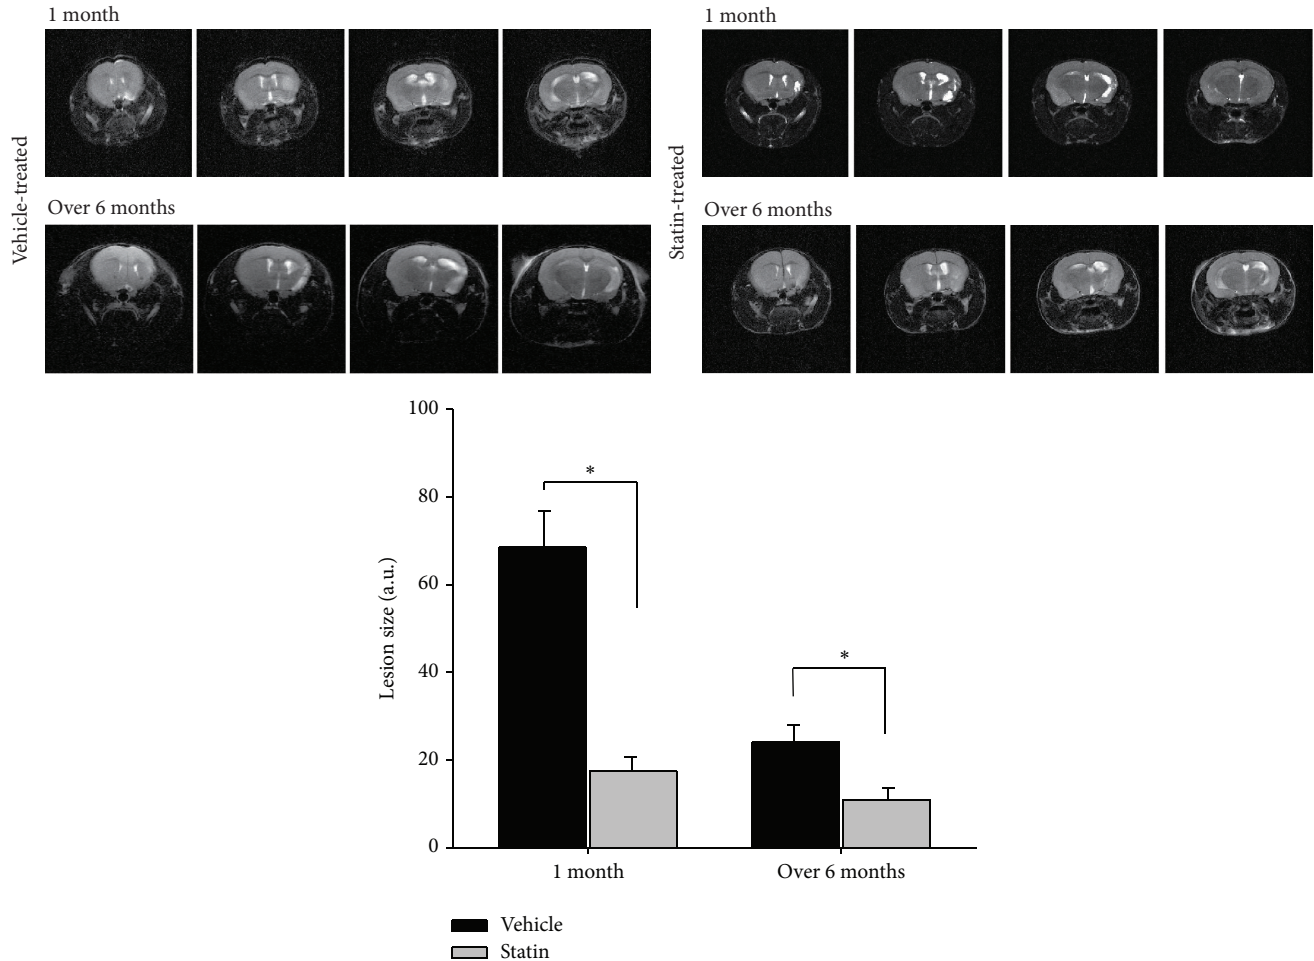 1 month
Vehicle-treated
Over 6 months
1 month
Statin-treated
Over 6 months
100
80
60
40
20
0
Lesion size (a.u.)
*
*
1 month
Over 6 months
Vehicle
Statin